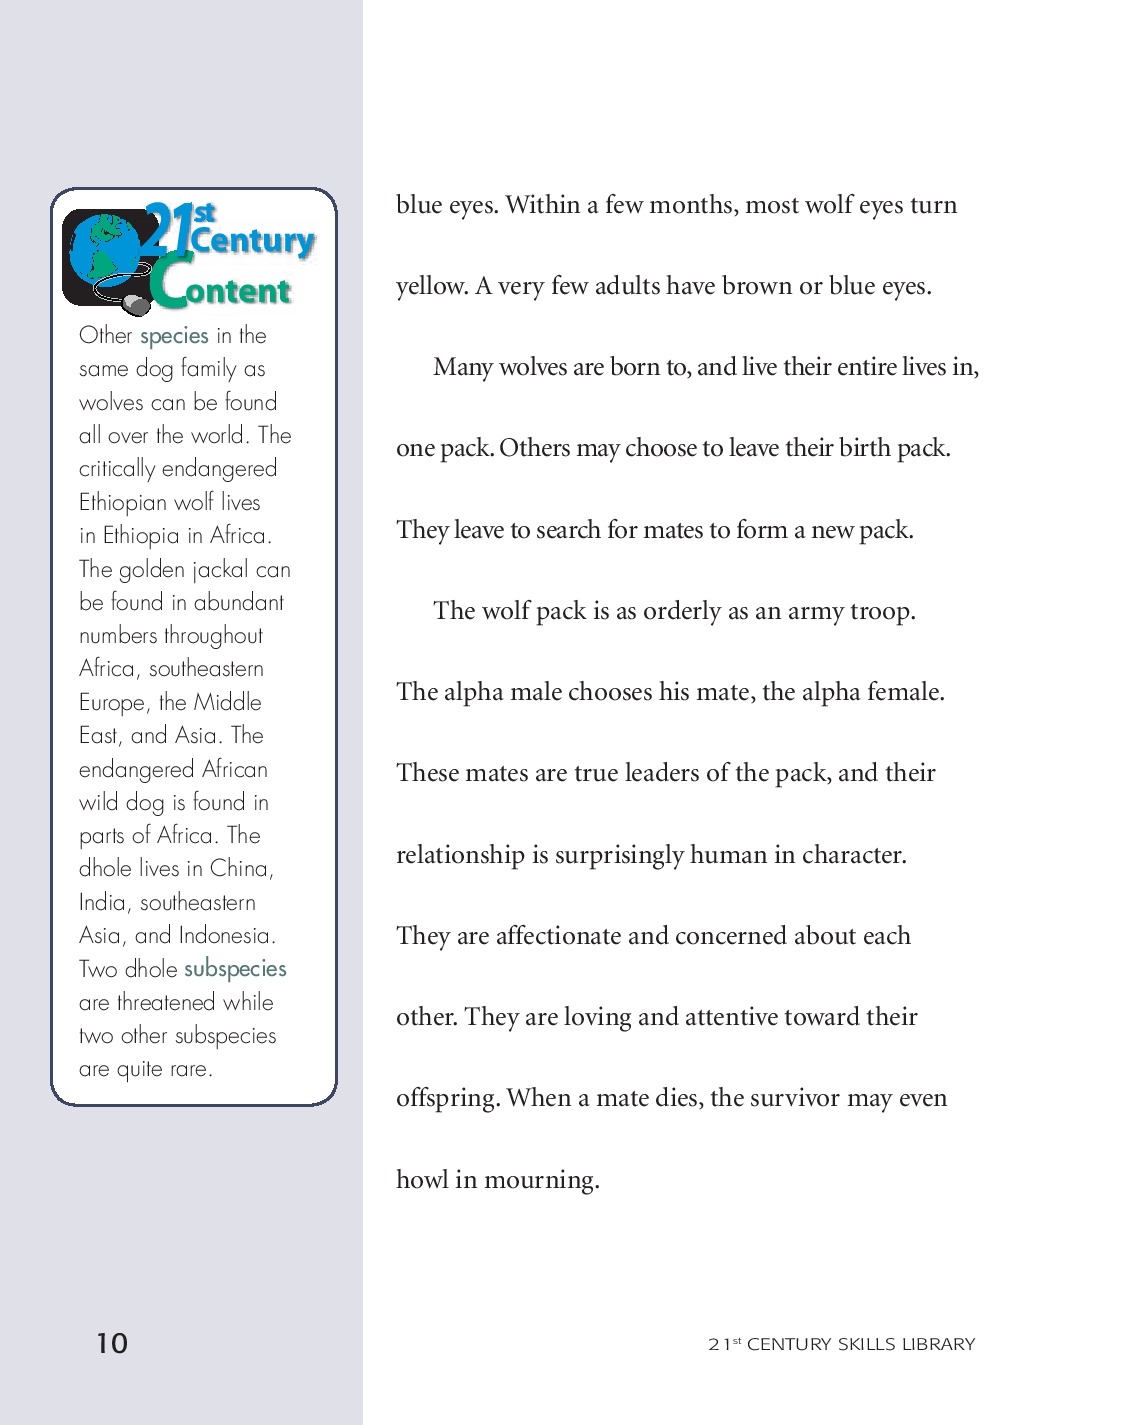 21st
Century
Content
Other species in the
same dog family as
wolves can be found
all over the world. The
critically endangered
Ethiopian wolf lives
in Ethiopia in Africa.
The golden jackal can
be found in abundant
numbers throughout
Africa, southeastern
Europe, the Middle
East, and Asia. The
endangered African
wild dog is found in
parts of Africa. The
dhole lives in China,
India, southeastern
Asia, and Indonesia.
Two dhole subspecies
are threatened while
two other subspecies
are quite rare.
blue eyes. Within a few months, most wolf eyes turn
yellow. A very few adults have brown or blue eyes.
Many wolves are born to, and live their entire lives in,
one pack. Others may choose to leave their birth pack.
They leave to search for mates to form a new pack.
The wolf pack is as orderly as an army troop.
The alpha male chooses his mate, the alpha female.
These mates are true leaders of the pack, and their
relationship is surprisingly human in character.
They are affectionate and concerned about each
other. They are loving and attentive toward their
offspring. When a mate dies, the survivor may even
howl in mourning.
10
21st CENTURY SKILLS LIBRARY